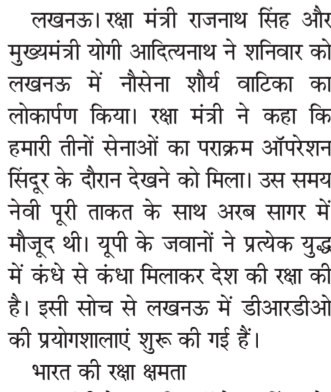 लखनऊ। रक्षा मंत्री राजनाथ सिंह और
मुख्यमंत्री योगी आदित्यनाथ ने शनिवार को
लखनऊ में नौसेना शौर्य वाटिका का
लोकार्पण किया। रक्षा मंत्री ने कहा कि
हमारी तीनों सेनाओं का पराक्रम ऑपरेशन
सिंदूर के दौरान देखने को मिला। उस समय
नेवी पूरी ताकत के साथ अरब सागर में
मौजूद थी। यूपी के जवानों ने प्रत्येक युद्ध
में कंधे से कंधा मिलाकर देश की रक्षा की
है। इसी सोच से लखनऊ में डीआरडीओ
की प्रयोगशालाएं शुरू की गई हैं।
भारत की रक्षा क्षमता